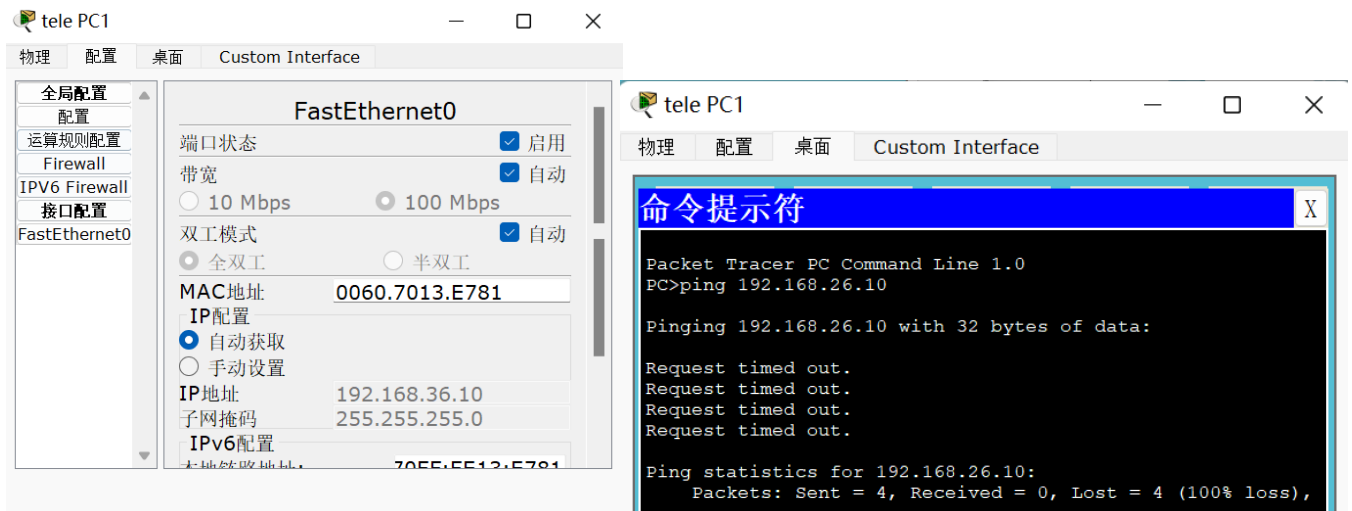 tele PC1
物理 配置 桌面 Custom Interface
全局配置
配置
运算规则配置
Firewall
IPV6 Firewall
接口配置
FastEthernet0
FastEthernet0
端口状态 启用
带宽 自动
10 Mbps 100 Mbps
双工模式 自动
全双工 半双工
MAC地址 0060.7013.E781
IP配置
自动获取
手动设置
IP地址 192.168.36.10
子网掩码 255.255.255.0
IPv6配置
本地链路地址:
tele PC1
物理 配置 桌面 Custom Interface
命令提示符 X
Packet Tracer PC Command Line 1.0
PC>ping 192.168.26.10
Pinging 192.168.26.10 with 32 bytes of data:
Request timed out.
Request timed out.
Request timed out.
Request timed out.
Ping statistics for 192.168.26.10:
Packets: Sent = 4, Received = 0, Lost = 4 (100% loss),